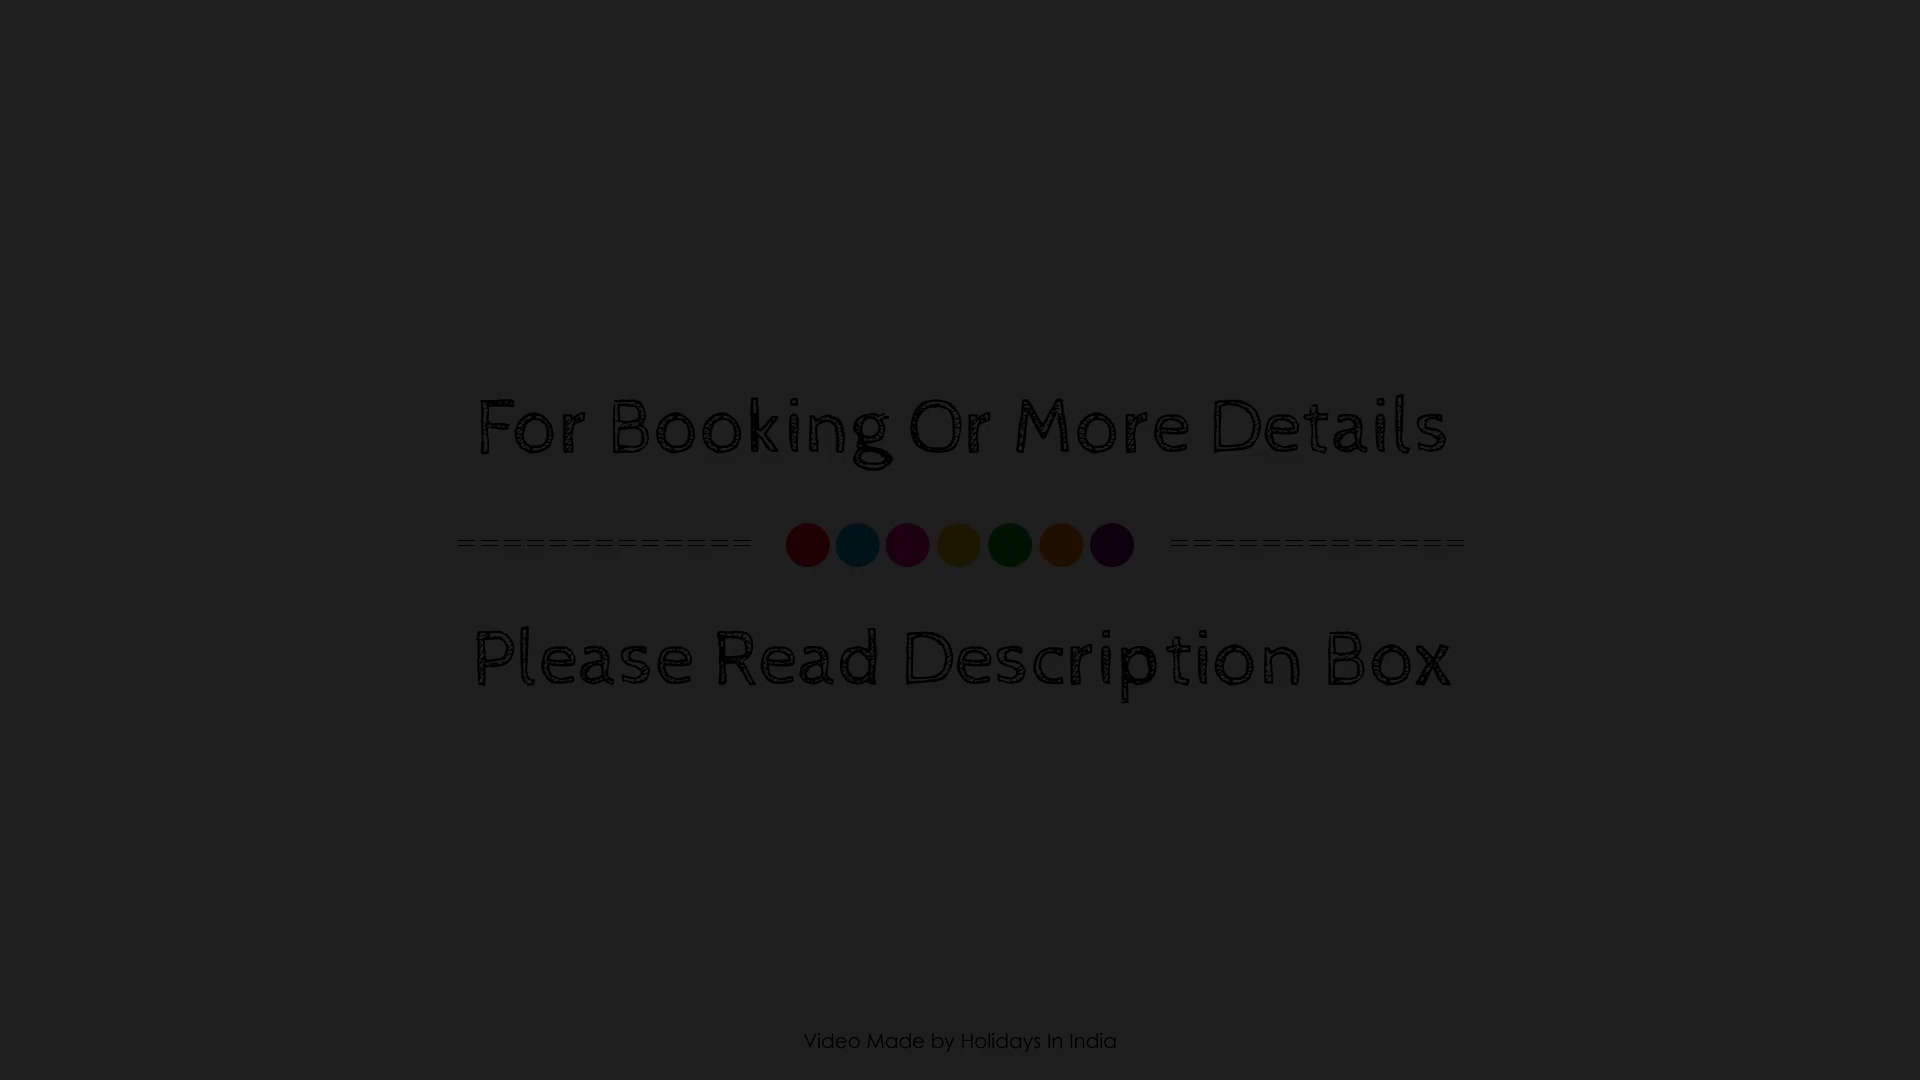 For Booking Or More Details
============= =============
Please Read Description Box
Video Made by Holidays In India